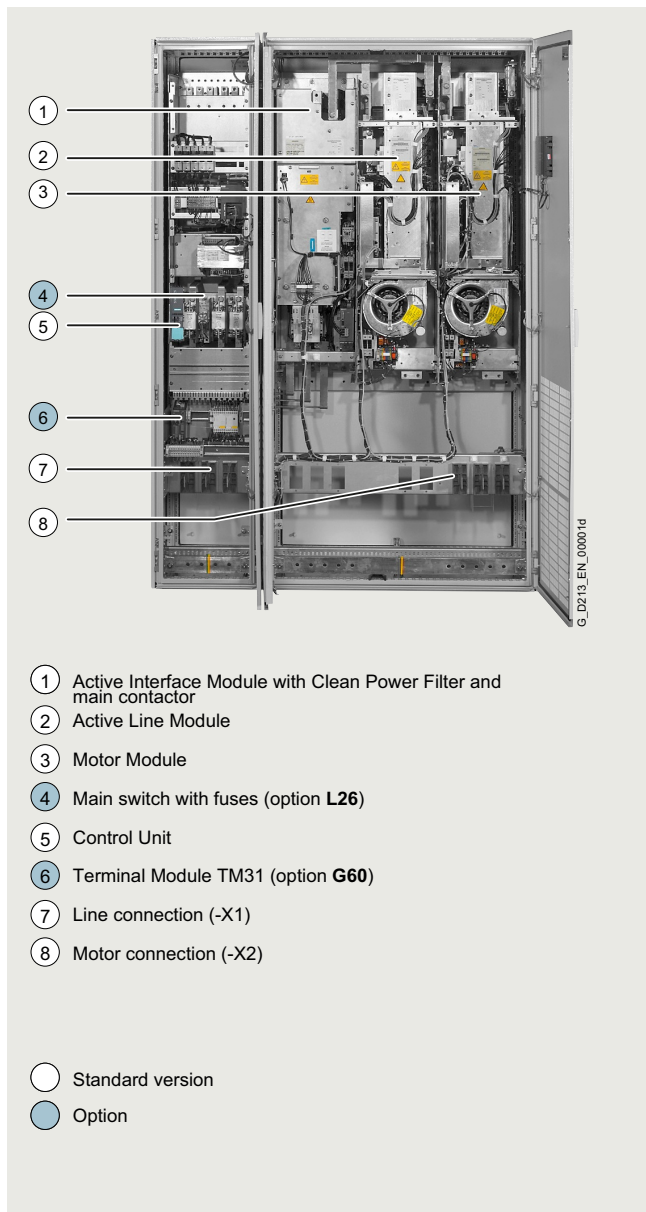 1
2
3
4
5
6
7
8
G_D213_EN_00001d
1 Active Interface Module with Clean Power Filter and
main contactor
2 Active Line Module
3 Motor Module
4 Main switch with fuses (option L26)
5 Control Unit
6 Terminal Module TM31 (option G60)
7 Line connection (-X1)
8 Motor connection (-X2)
Standard version
Option